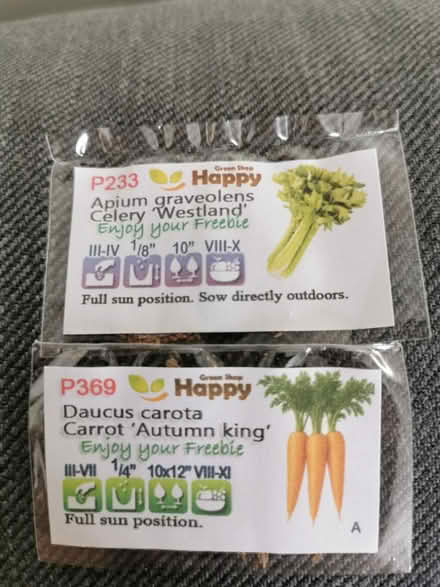 P233
Green Shop
Happy
Apium graveolens
Celery 'Westland'
Enjoy your Freebie
III-IV 1/8" 10" VIII-X
Full sun position. Sow directly outdoors.
P369
Green Shop
Happy
Daucus carota
Carrot 'Autumn king'
Enjoy your Freebie
III-VII 1/4" 10x12" VIII-XI
Full sun position.
A